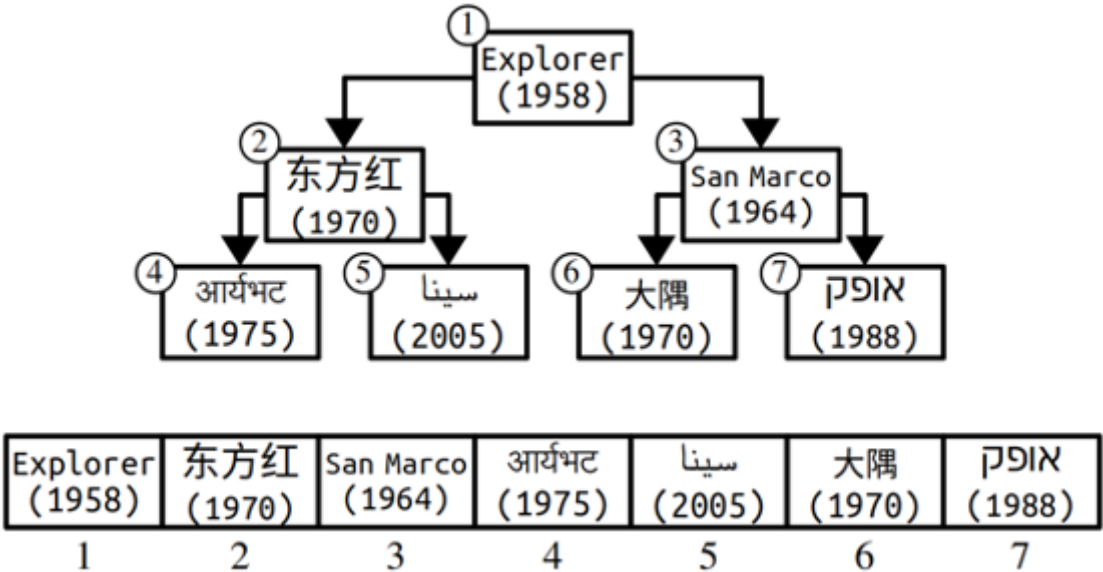 1
Explorer
(1958)
2
东方红
(1970)
3
San Marco
(1964)
4
आर्यभट
(1975)
5
سينا
(2005)
6
大隅
(1970)
7
אופק
(1988)
Explorer
(1958)
东方红
(1970)
San Marco
(1964)
आर्यभट
(1975)
سينا
(2005)
大隅
(1970)
אופק
(1988)
1 2 3 4 5 6 7